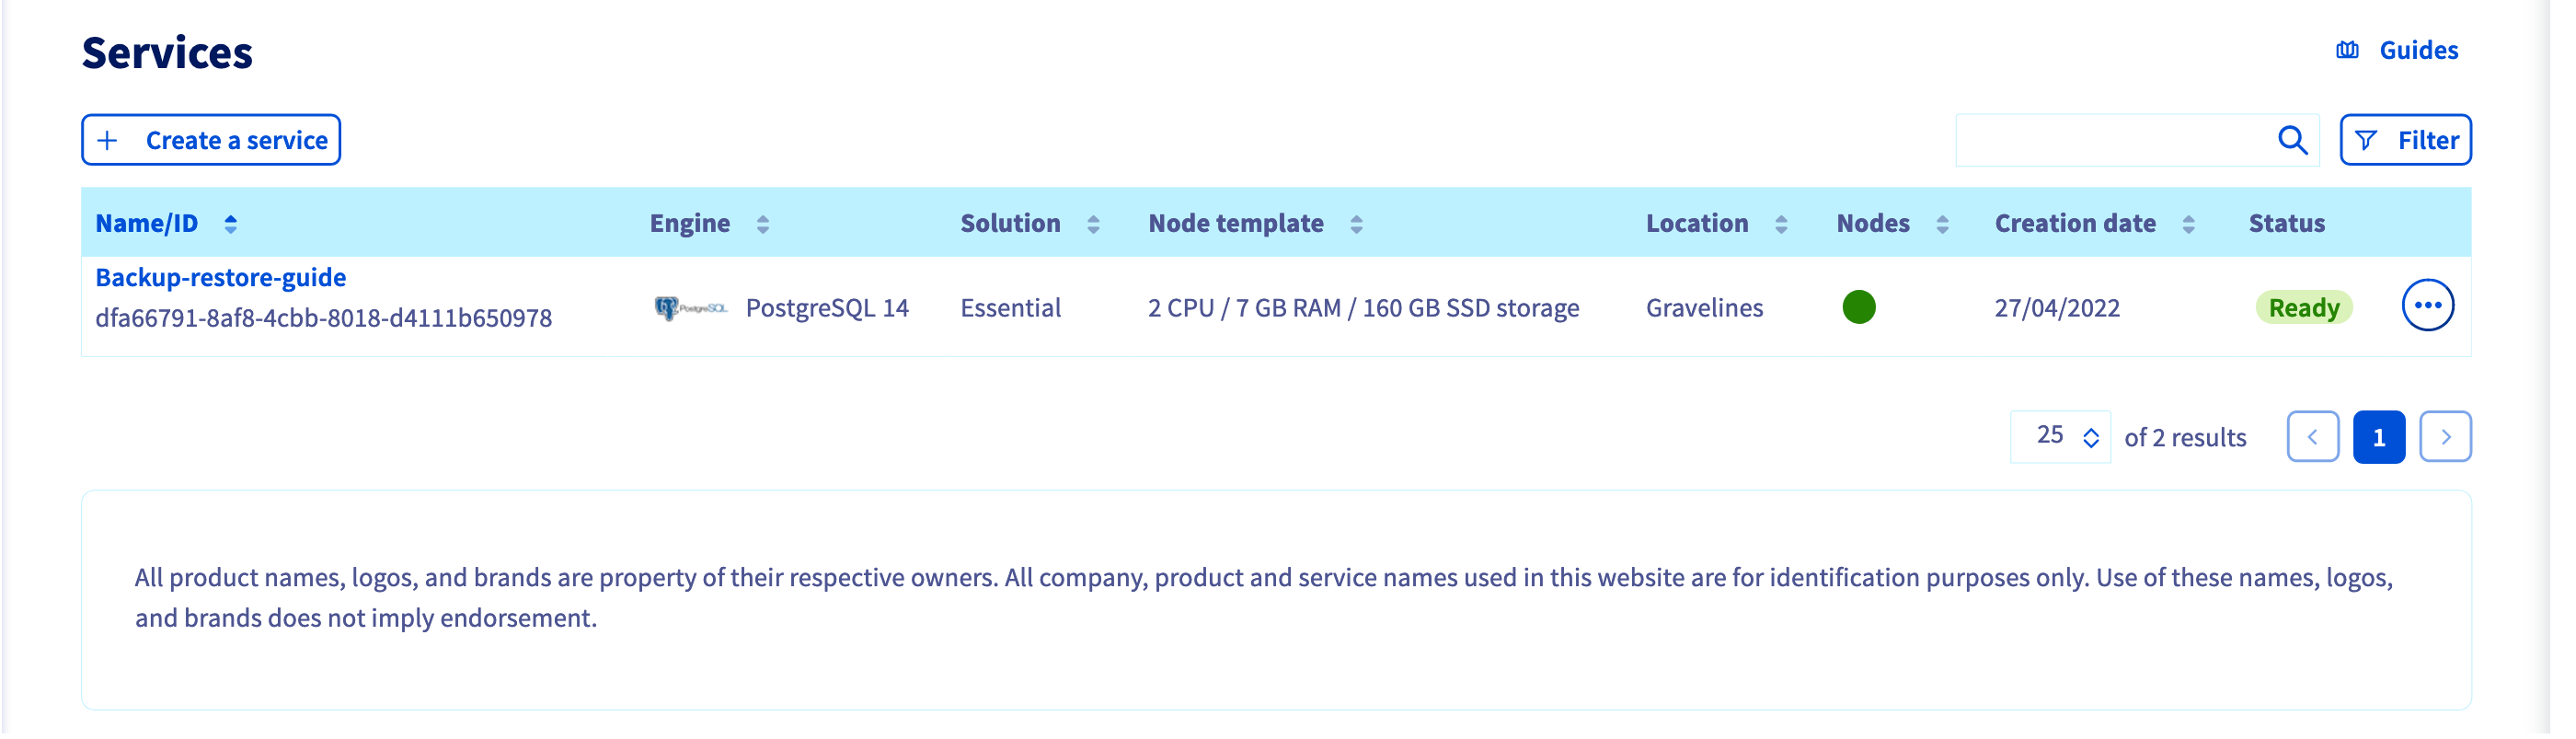 Services
Guides
Create a service
Filter
Name/ID Engine Solution Node template Location Nodes Creation date Status
Backup-restore-guide
dfa66791-8af8-4cbb-8018-d4111b650978 PostgreSQL PostgreSQL 14 Essential 2 CPU / 7 GB RAM / 160 GB SSD storage Gravelines 27/04/2022 Ready
25 of 2 results 1
All product names, logos, and brands are property of their respective owners. All company, product and service names used in this website are for identification purposes only. Use of these names, logos,
and brands does not imply endorsement.